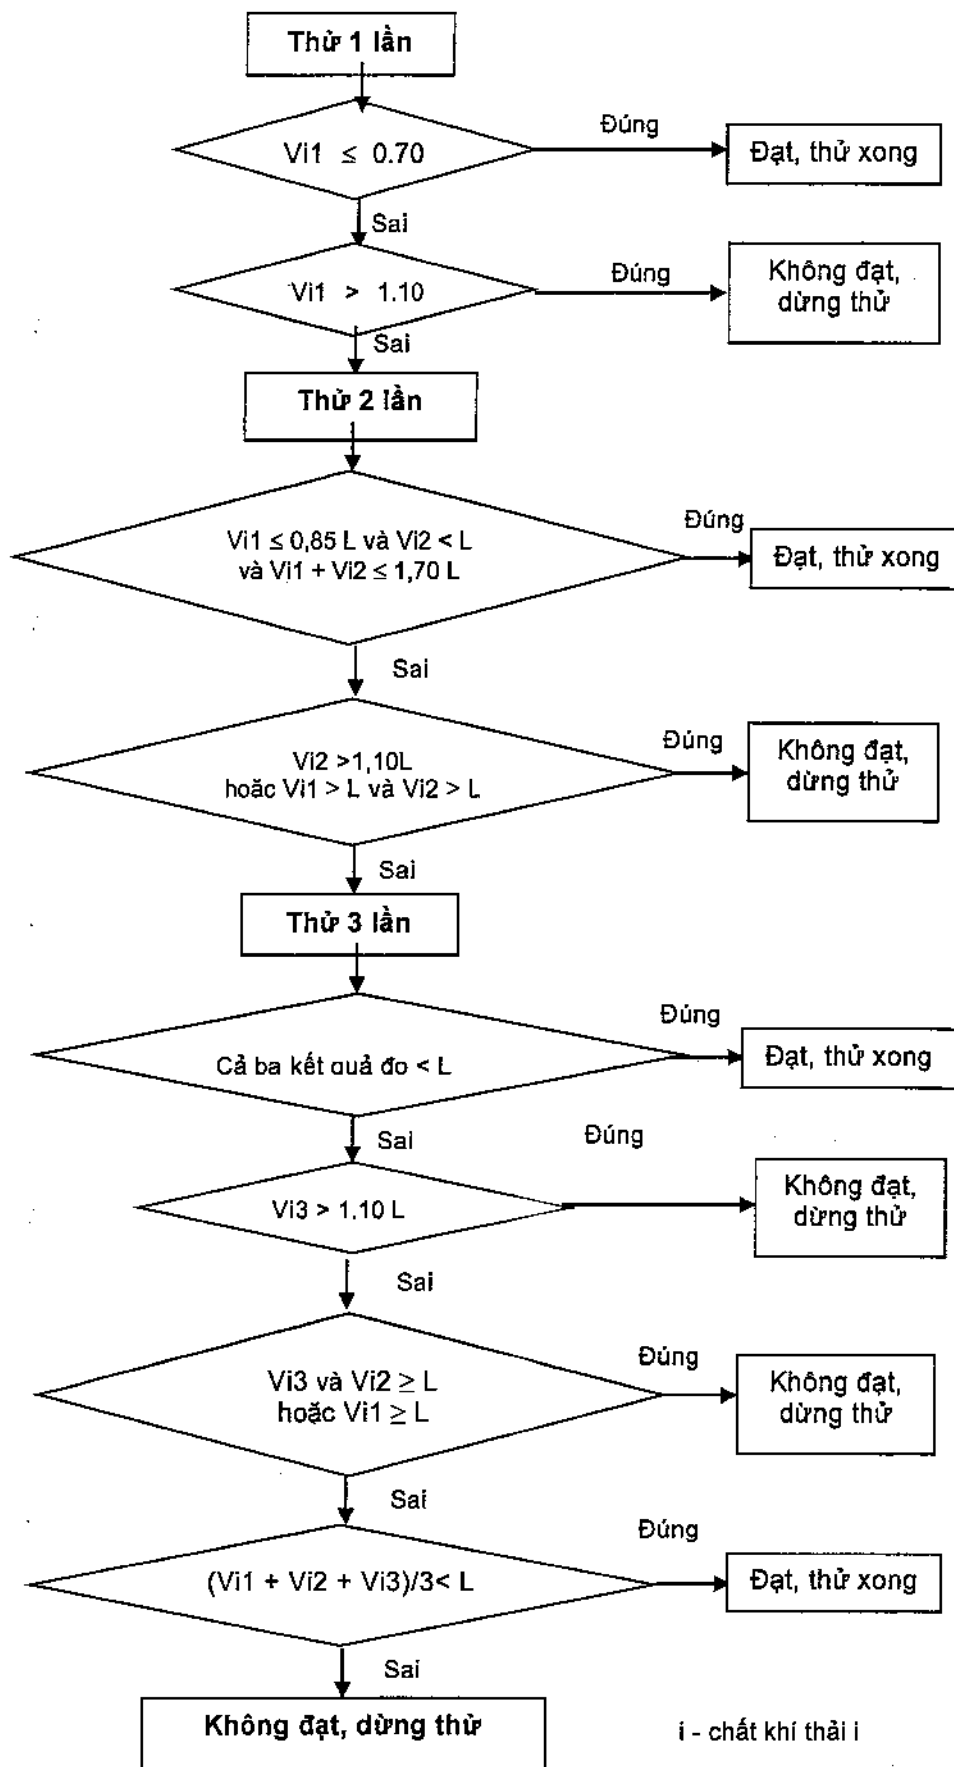 Thử 1 lần
Vi1 ≤ 0.70
Đúng
Đạt, thử xong
Sai
Vi1 > 1.10
Đúng
Không đạt,
dừng thử
Sai
Thử 2 lần
Vi1 ≤ 0,85 L và Vi2 < L
và Vi1 + Vi2 ≤ 1,70 L
Đúng
Đạt, thử xong
Sai
Vi2 >1,10L
hoặc Vi1 > L và Vi2 > L
Đúng
Không đạt,
dừng thử
Sai
Thử 3 lần
Cả ba kết quả đo < L
Đúng
Đạt, thử xong
Sai
Vi3 > 1.10 L
Đúng
Không đạt,
dừng thử
Sai
Vi3 và Vi2 ≥ L
hoặc Vi1 ≥ L
Đúng
Không đạt,
dừng thử
Sai
(Vi1 + Vi2 + Vi3)/3< L
Đúng
Đạt, thử xong
Sai
Không đạt, dừng thử
i - chất khí thải i